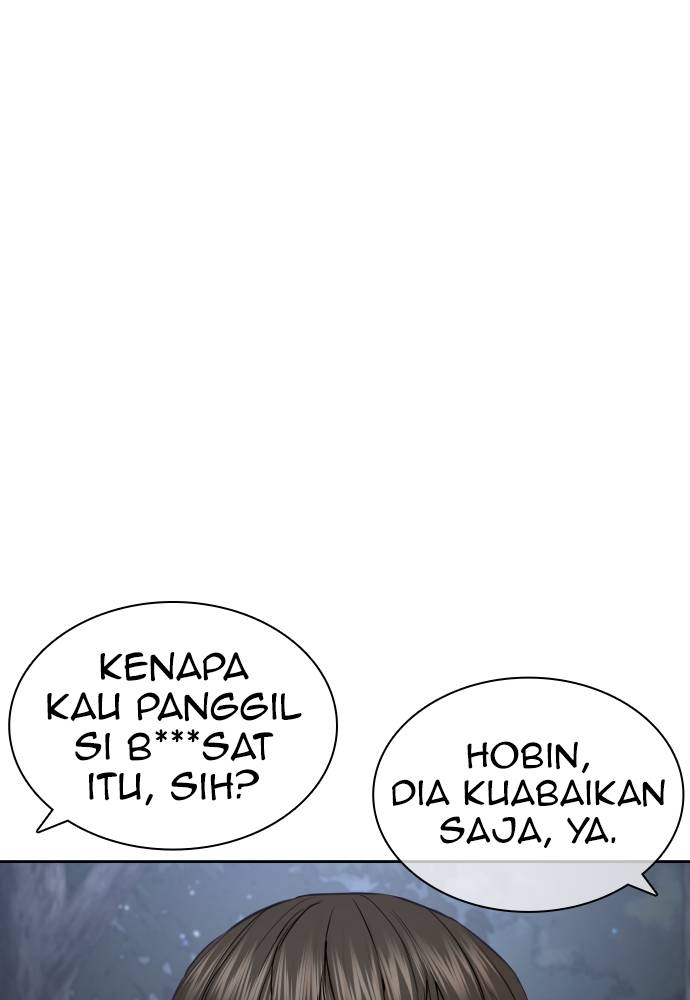 KENAPA
KAU PANGGIL
SI B***SAT
ITU, SIH?
HOBIN,
DIA KUABAIKAN
SAJA, YA.